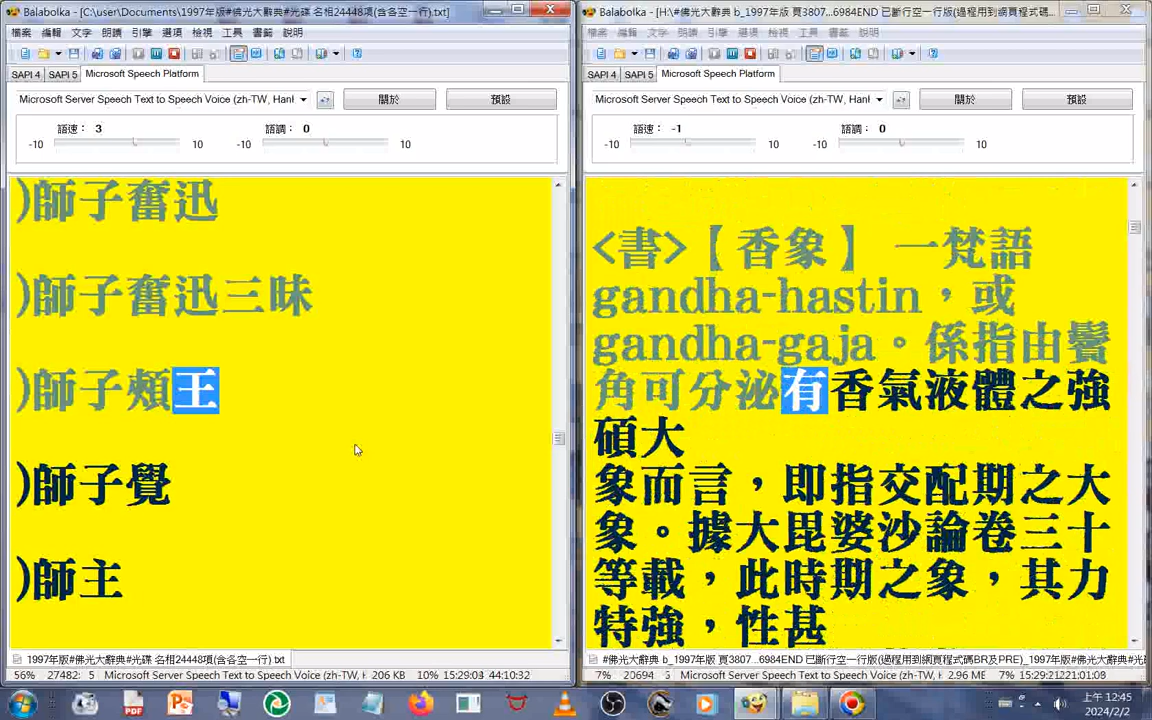 Balabolka - [C:\user\Documents\1997年版#佛光大辭典#光碟 名相24448項(含各空一行).txt]
檔案 編輯 文字 朗讀 引擎 選項 檢視 工具 書籤 說明
SAPI 4 SAPI 5 Microsoft Speech Platform
Microsoft Server Speech Text to Speech Voice (zh-TW, Hanl
關於
預設
語速： 3
語調： 0
-10 10 -10 10
)師子奮迅
)師子奮迅三昧
)師子頰王
)師子覺
)師主
1997年版#佛光大辭典#光碟 名相24448項(含各空一行).txt
56% 27482: 5 Microsoft Server Speech Text to Speech Voice (zh-TW, H 206 KB 10% 15:29:03 44:10:32
Balabolka - [H:\#佛光大辭典 b_1997年版 頁3807...6984END 已斷行空一行版(過程用到網頁程式碼...
檔案 編輯 文字 朗讀 引擎 選項 檢視 工具 書籤 說明
SAPI 4 SAPI 5 Microsoft Speech Platform
Microsoft Server Speech Text to Speech Voice (zh-TW, Hanl
關於
預設
語速： -1
語調： 0
-10 10 -10 10
<書>【香象】 一梵語
gandha-hastin，或
gandha-gaja。係指由鬢
角可分泌有香氣液體之強
碩大
象而言，即指交配期之大
象。據大毘婆沙論卷三十
等載，此時期之象，其力
特強，性甚
#佛光大辭典 b_1997年版 頁3807...6984END 已斷行空一行版(過程用到網頁程式碼BR及PRE)_1997年版#佛光
7% 20694 Microsoft Server Speech Text to Speech Voice (zh-TW, H 2.96 ME 7% 15:29:21
上午 12:45
2024/2/2